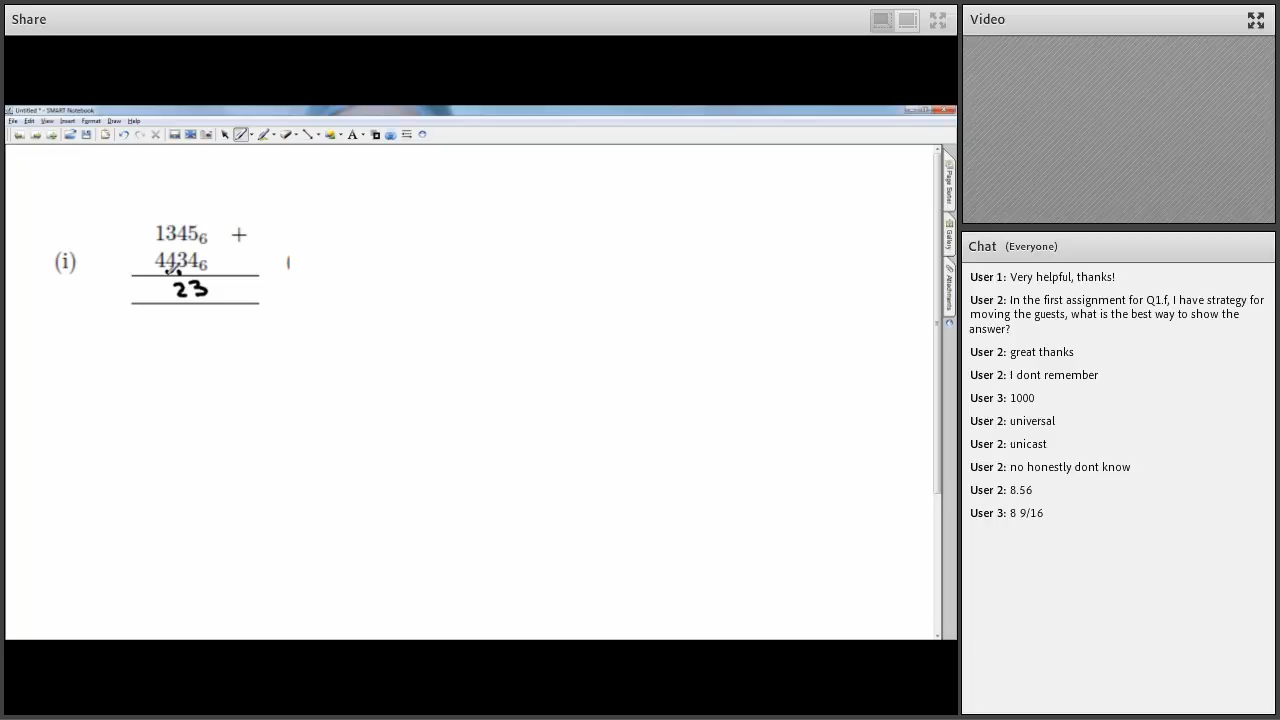 Share
Video
Untitled * - SMART Notebook
File Edit View Insert Format Draw Help
Page Sorter
Gallery
Attachments
1345₆ +
(i) 4434₆
23
Chat (Everyone)
User 1: Very helpful, thanks!
User 2: In the first assignment for Q1.f, I have strategy for
moving the guests, what is the best way to show the
answer?
User 2: great thanks
User 2: I dont remember
User 3: 1000
User 2: universal
User 2: unicast
User 2: no honestly dont know
User 2: 8.56
User 3: 8 9/16